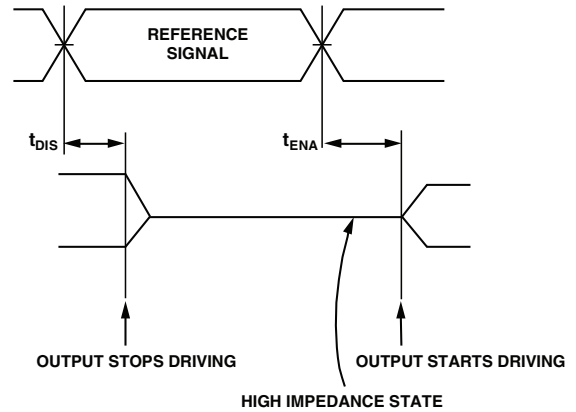 REFERENCE
SIGNAL
tDIS
tENA
OUTPUT STOPS DRIVING
OUTPUT STARTS DRIVING
HIGH IMPEDANCE STATE